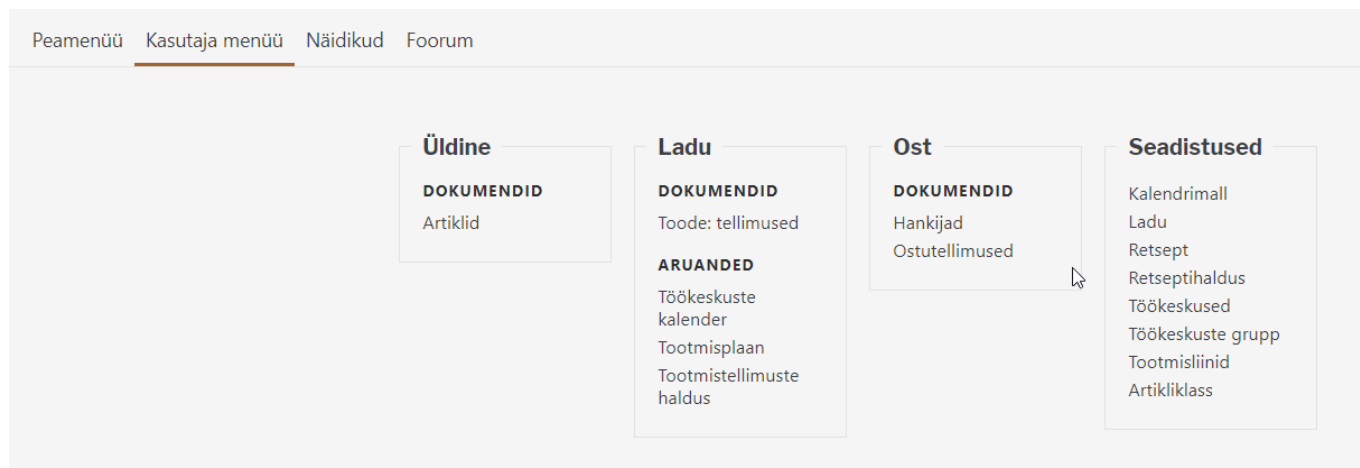 Peamenüü Kasutaja menüü Näidikud Foorum
Üldine
DOKUMENDID
Artiklid
Ladu
DOKUMENDID
Toode: tellimused
ARUANDED
Töökeskuste
kalender
Tootmisplaan
Tootmistellimuste
haldus
Ost
DOKUMENDID
Hankijad
Ostutellimused
Seadistused
Kalendrimall
Ladu
Retsept
Retseptihaldus
Töökeskused
Töökeskuste grupp
Tootmisliinid
Artikliklass